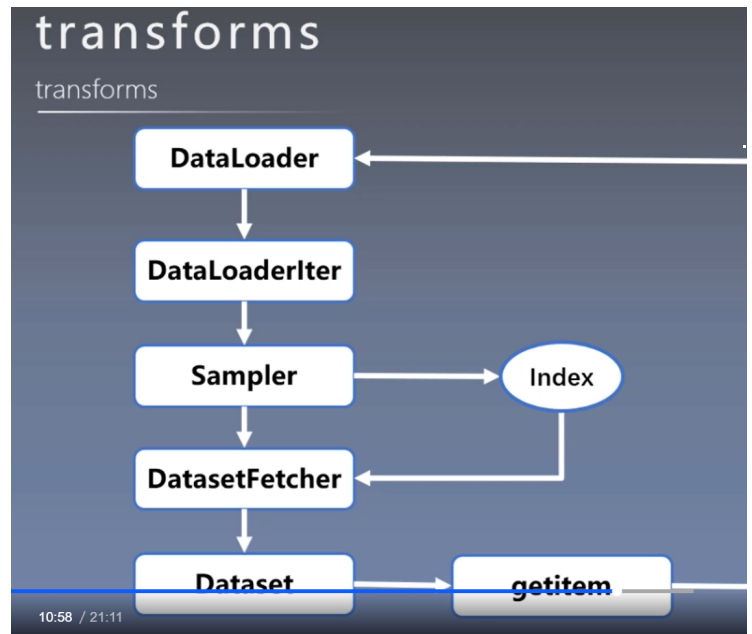 transforms
transforms
DataLoader
DataLoaderIter
Sampler
Index
DatasetFetcher
Dataset
getitem
10:58 / 21:11